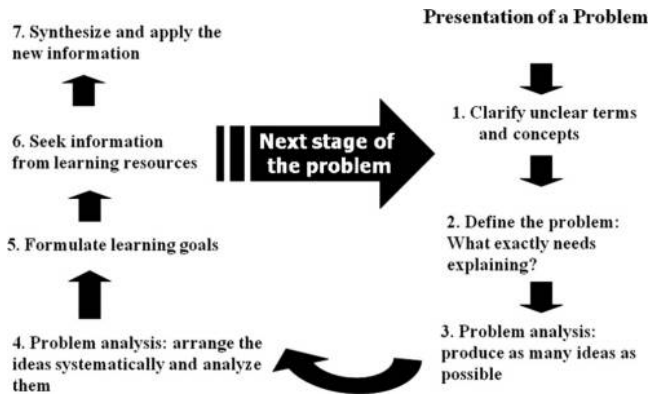 Presentation of a Problem
1. Clarify unclear terms
and concepts
2. Define the problem:
What exactly needs
explaining?
3. Problem analysis:
produce as many ideas as
possible
4. Problem analysis: arrange the
ideas systematically and analyze
them
5. Formulate learning goals
6. Seek information
from learning resources
7. Synthesize and apply the
new information
Next stage of
the problem